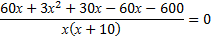 60x + 3x² + 30x − 60x − 600
x(x + 10)
= 0